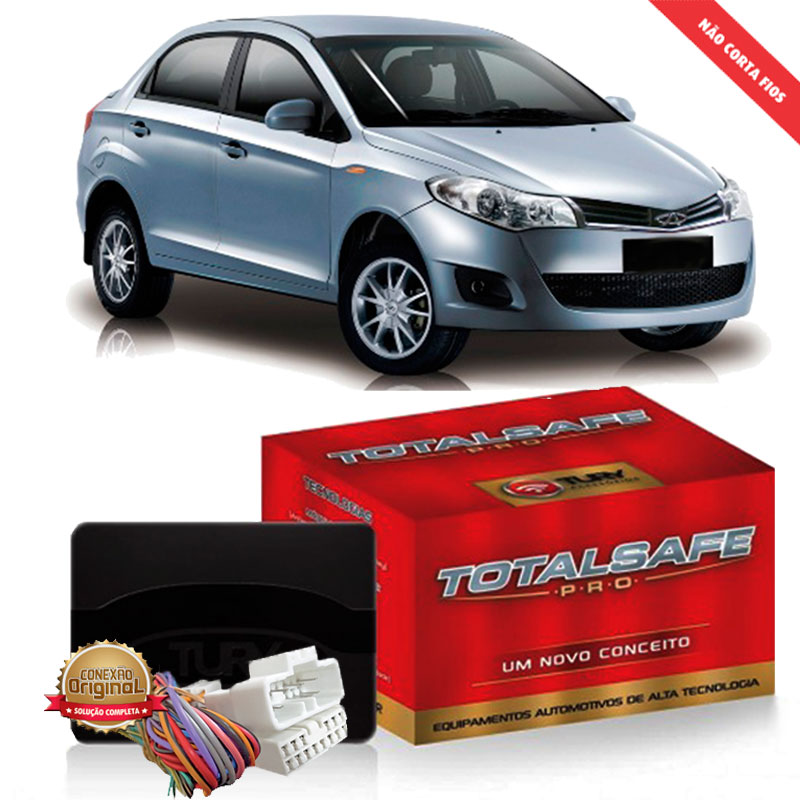 NÃO CORTA FIOS
TOTALSAFE
PRO
TURY
ACESSÓRIOS
TECNOLOGIAS
TOTALSAFE
PRO
UM NOVO CONCEITO
EQUIPAMENTOS AUTOMOTIVOS DE ALTA TECNOLOGIA
TURY
CONEXÃO
ORIGINAL
SOLUÇÃO COMPLETA